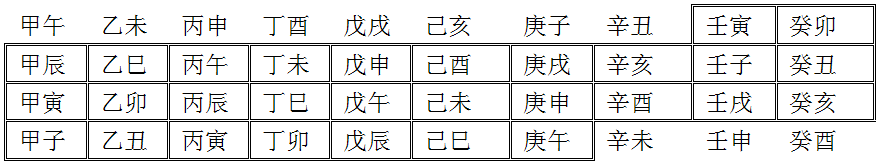 甲午 乙未 丙申 丁酉 戊戌 己亥 庚子 辛丑 壬寅 癸卯
甲辰 乙巳 丙午 丁未 戊申 己酉 庚戌 辛亥 壬子 癸丑
甲寅 乙卯 丙辰 丁巳 戊午 己未 庚申 辛酉 壬戌 癸亥
甲子 乙丑 丙寅 丁卯 戊辰 己巳 庚午 辛未 壬申 癸酉